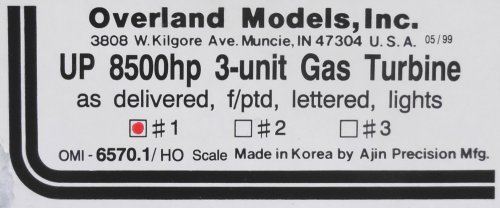 Overland Models, Inc.
3808 W. Kilgore Ave. Muncie, IN 47304 U. S. A. 05/99
UP 8500hp 3-unit Gas Turbine
as delivered, f/ptd, lettered, lights
#1 #2 #3
OMI - 6570.1/ HO Scale Made in Korea by Ajin Precision Mfg.